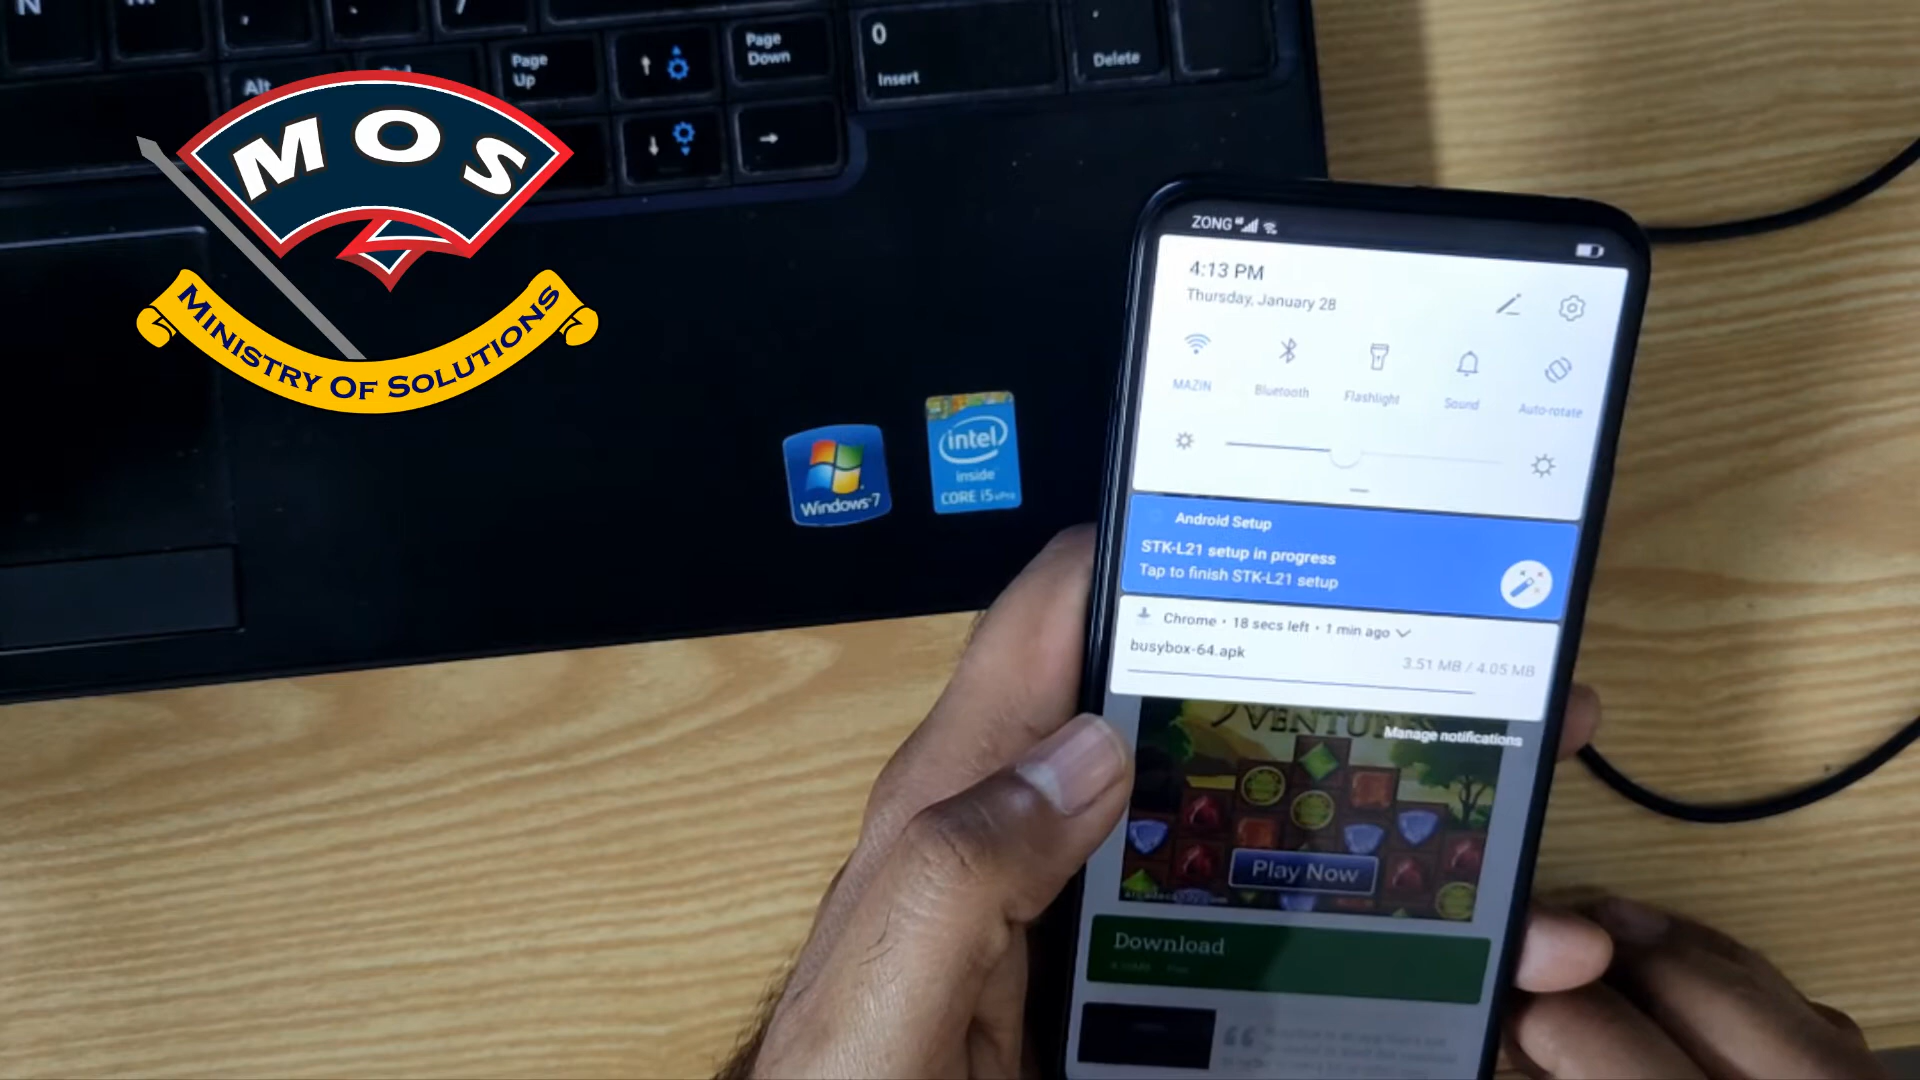 N
M
,
.
/
Alt
Page
Up
Page
Down
0
Insert
.
Delete
MOS
MINISTRY OF SOLUTIONS
Windows 7
intel
inside
CORE i5 vPro
ZONG
4:13 PM
Thursday, January 28
MAZIN
Bluetooth
Flashlight
Sound
Auto-rotate
Android Setup
STK-L21 setup in progress
Tap to finish STK-L21 setup
Chrome • 18 secs left • 1 min ago
busybox-64.apk
3.51 MB / 4.05 MB
Manage notifications
Play Now
Download